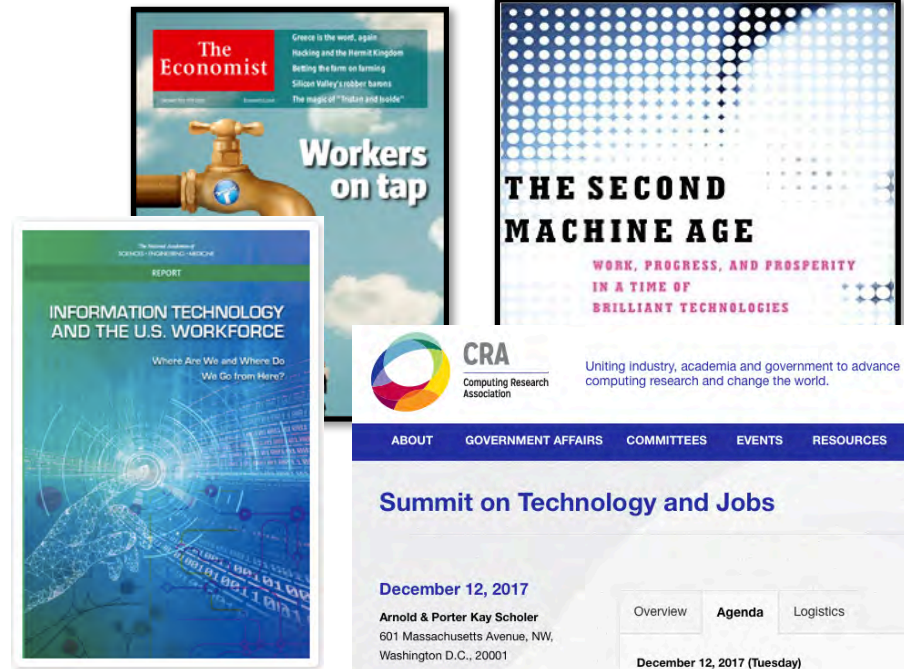 The
Economist
Greece is the word, again
Hacking and the Hermit Kingdom
Betting the farm on farming
Silicon Valley's robber barons
The magic of "Tristan and Isolde"
Workers
on tap
THE SECOND
MACHINE AGE
WORK, PROGRESS, AND PROSPERITY
IN A TIME OF
BRILLIANT TECHNOLOGIES
The National Academies of
SCIENCES • ENGINEERING • MEDICINE
REPORT
INFORMATION TECHNOLOGY
AND THE U.S. WORKFORCE
Where Are We and Where Do
We Go from Here?
CRA
Computing Research
Association
Uniting industry, academia and government to advance
computing research and change the world.
ABOUT GOVERNMENT AFFAIRS COMMITTEES EVENTS RESOURCES
Summit on Technology and Jobs
December 12, 2017
Arnold & Porter Kay Scholer
601 Massachusetts Avenue, NW,
Washington D.C., 20001
Overview Agenda Logistics
December 12, 2017 (Tuesday)